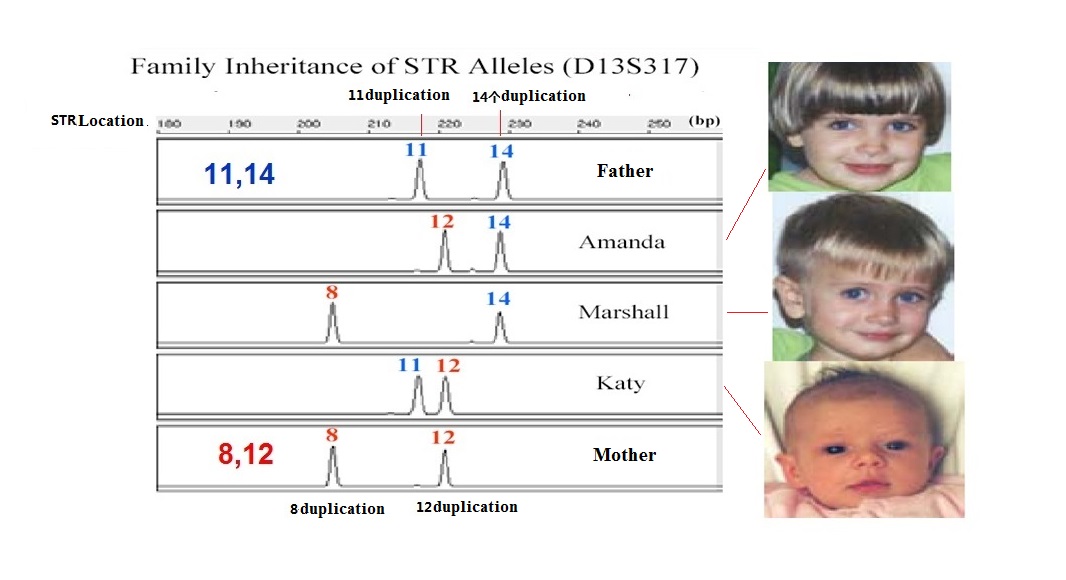 Family Inheritance of STR Alleles (D13S317)
11duplication 14个duplication
STR Location. 180 190 200 210 220 230 240 250 (bp)
11,14 11 14 Father
12 14 Amanda
8 14 Marshall
11 12 Katy
8,12 8 12 Mother
8duplication 12duplication